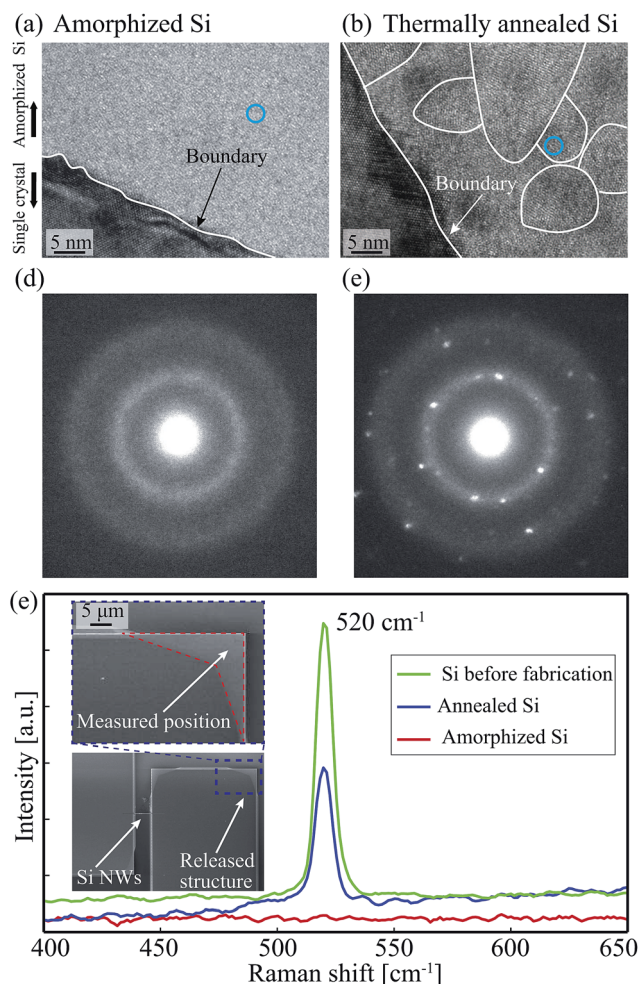 (a) Amorphized Si
(b) Thermally annealed Si
Amorphized Si
Single crystal
Boundary
5 nm
Boundary
5 nm
(d)
(e)
(e)
5 μm
Measured position
Si NWs
Released
structure
520 cm⁻¹
Si before fabrication
Annealed Si
Amorphized Si
Intensity [a.u.]
400
450
500
550
600
650
Raman shift [cm⁻¹]